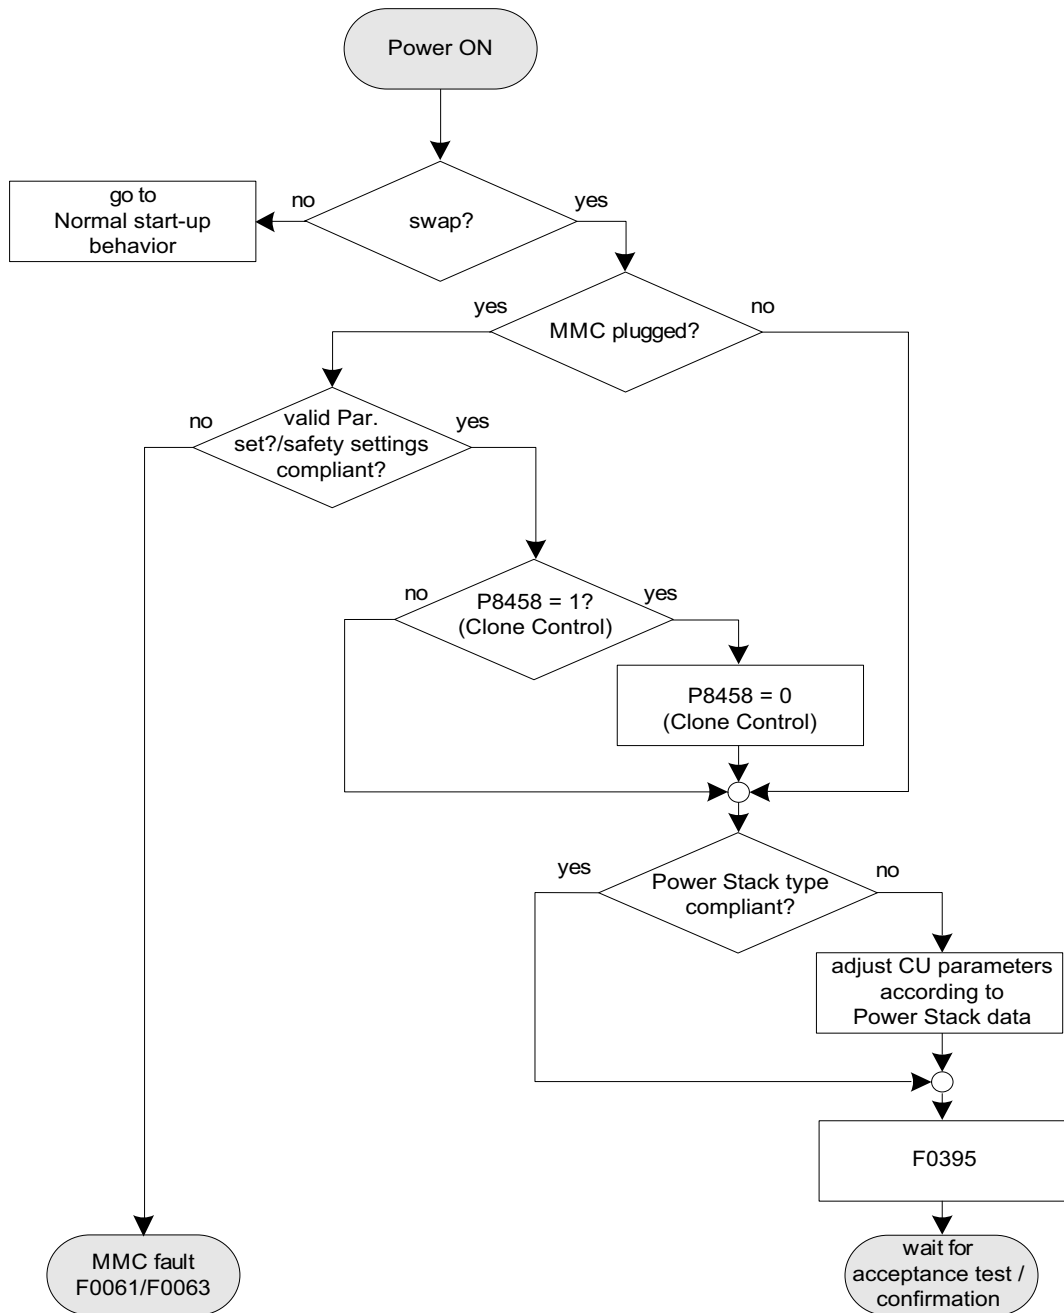 Power ON
no
swap?
yes
go to
Normal start-up
behavior
yes
MMC plugged?
no
no
valid Par.
set?/safety settings
compliant?
yes
no
P8458 = 1?
(Clone Control)
yes
P8458 = 0
(Clone Control)
yes
Power Stack type
compliant?
no
adjust CU parameters
according to
Power Stack data
F0395
MMC fault
F0061/F0063
wait for
acceptance test /
confirmation